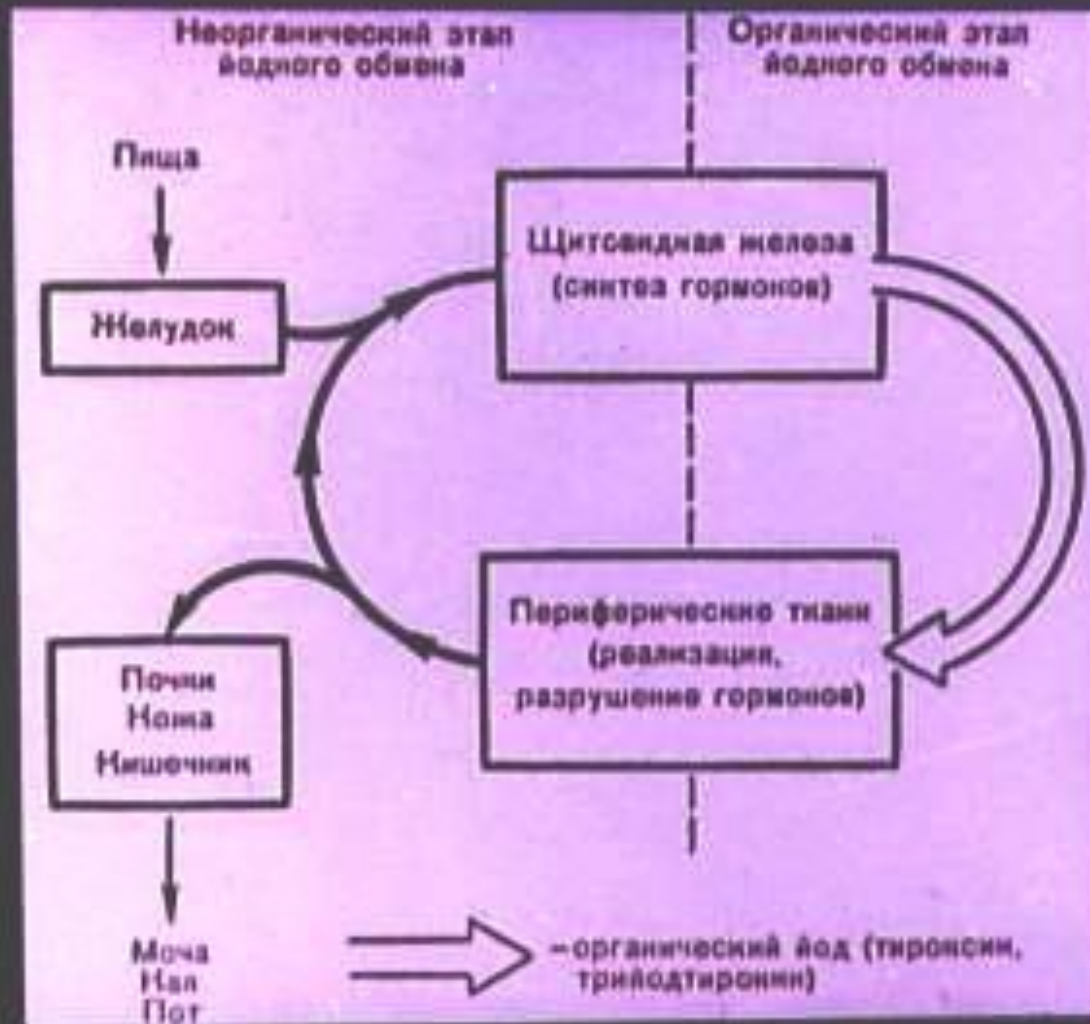 Неорганический этап
йодного обмена
Органический этап
йодного обмена
Пища
Желудок
Щитовидная железа
(синтез гормонов)
Периферические ткани
(реализация,
разрушение гормонов)
Почки
Кожа
Кишечник
Моча
Кал
Пот
–органический йод (тироксин,
трийодтиронин)